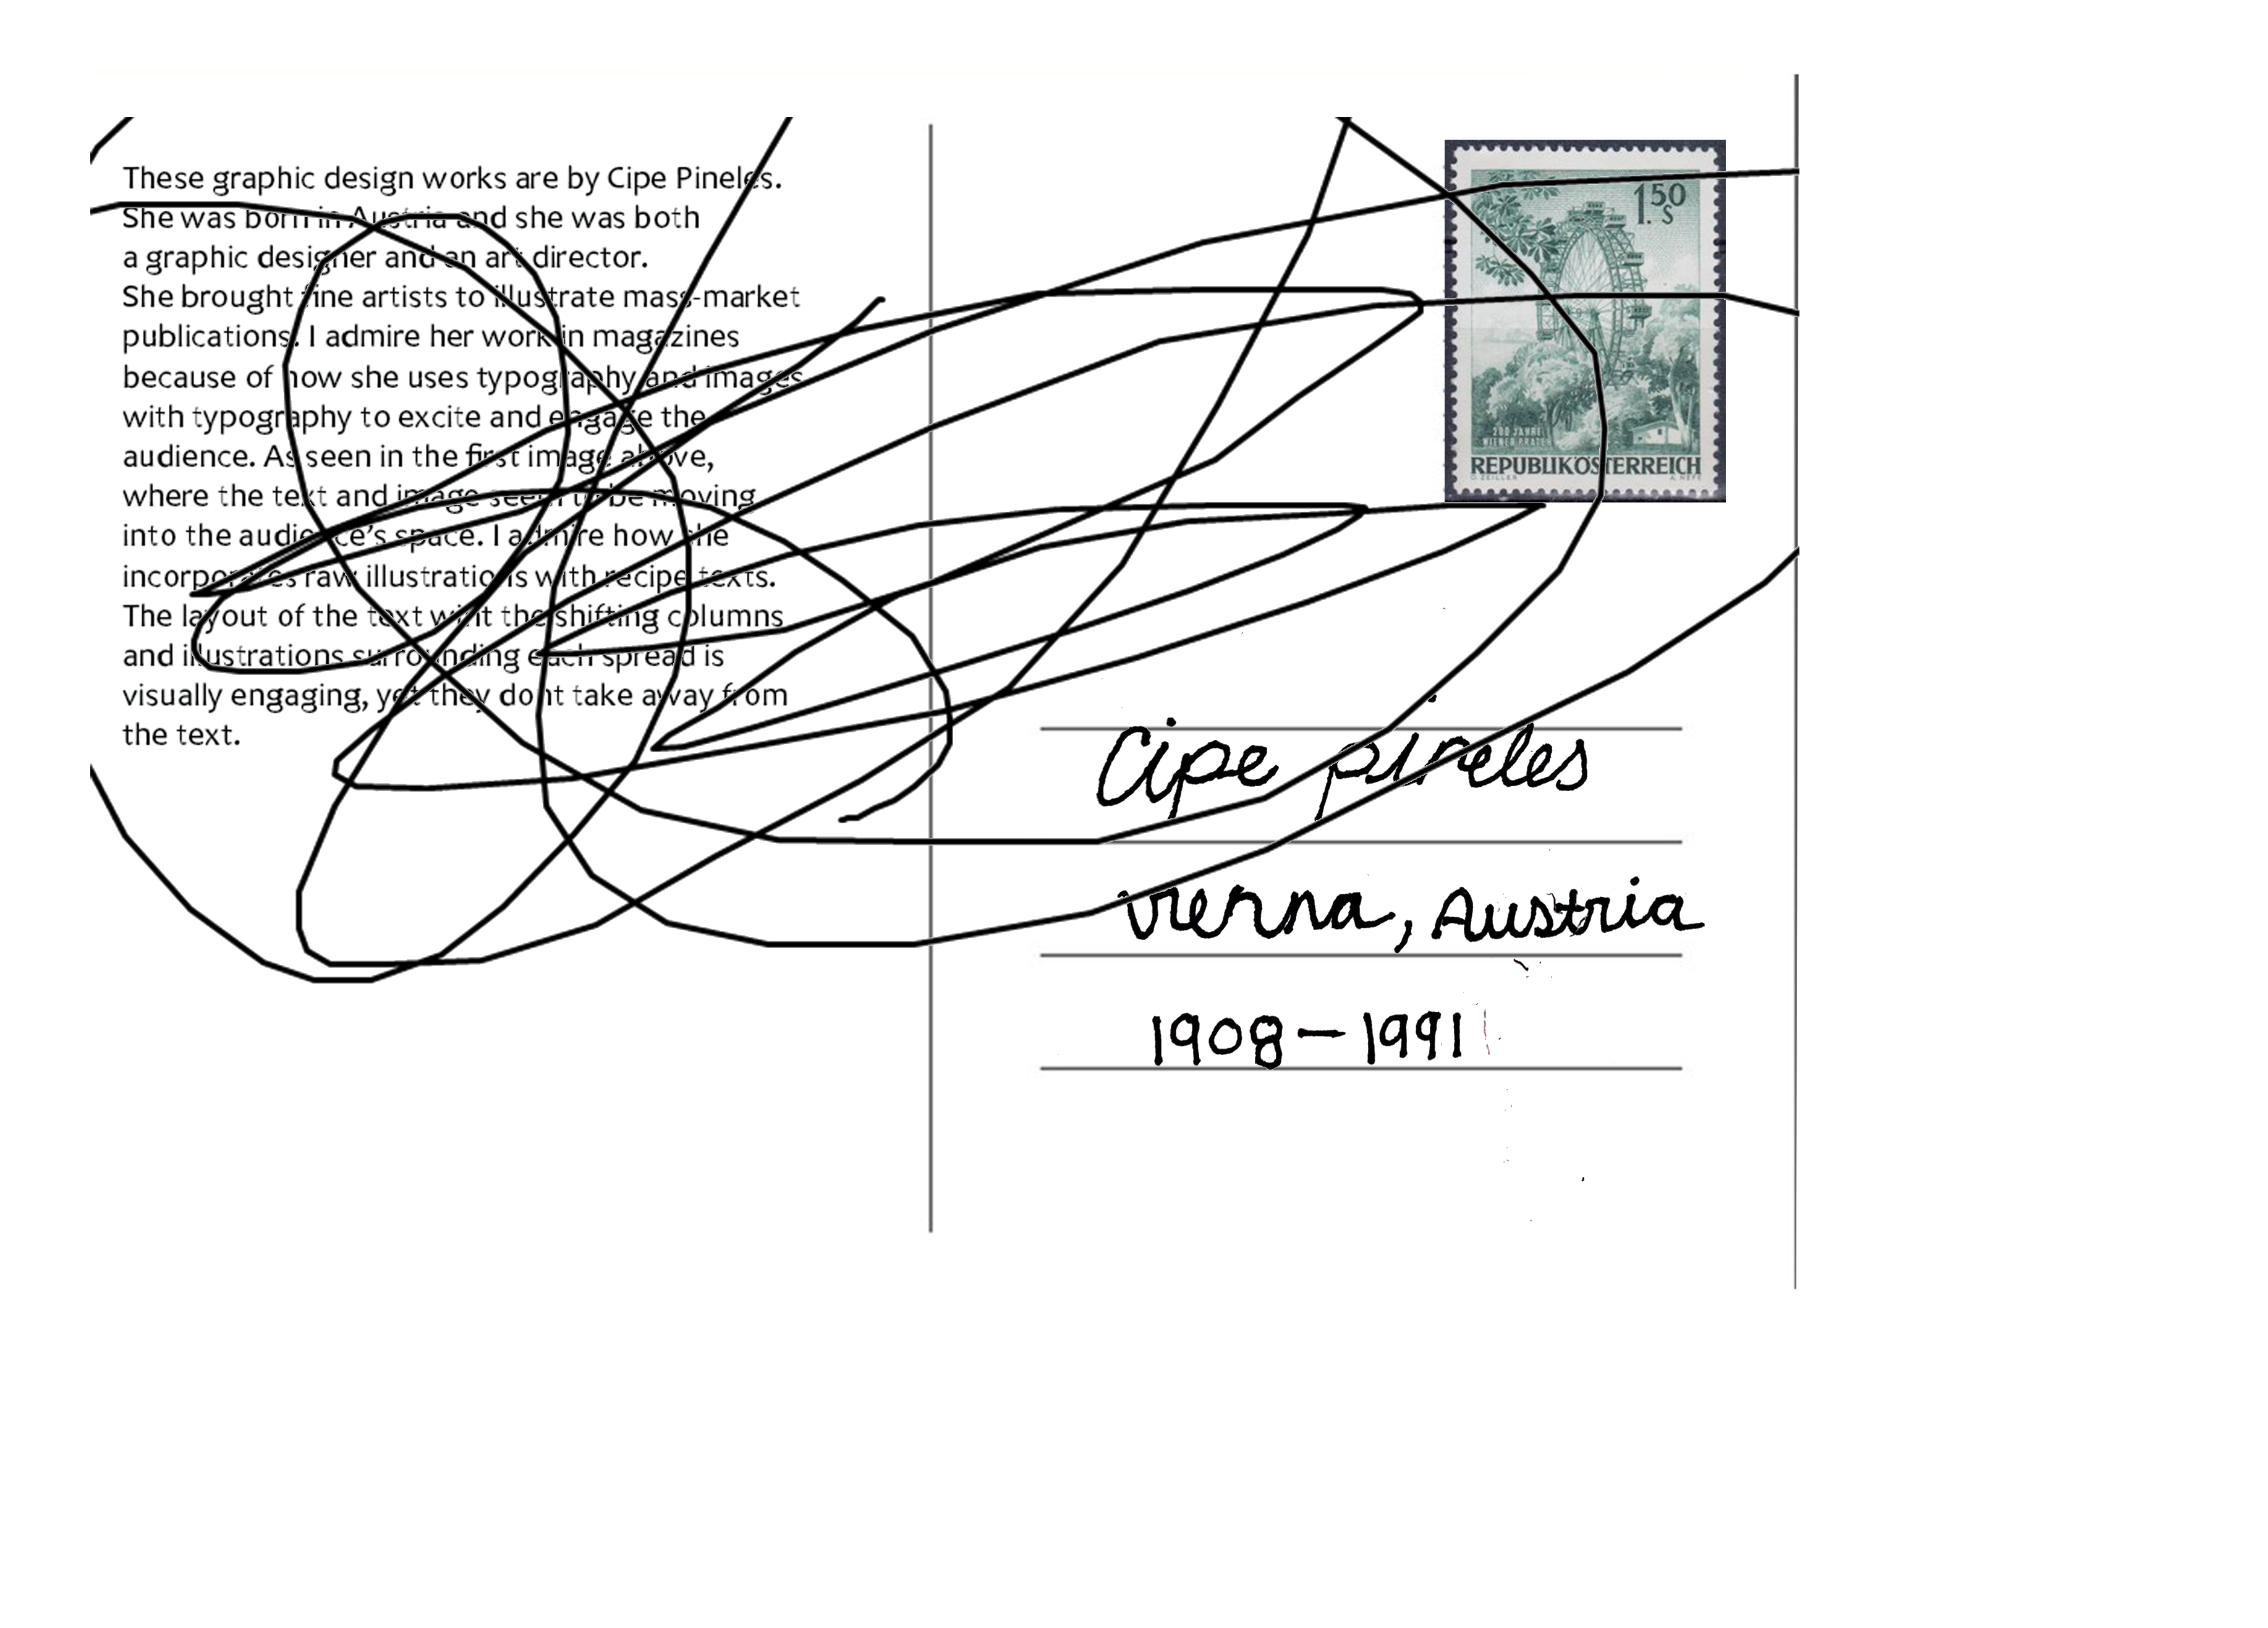 These graphic design works are by Cipe Pineles.
She was born in Austria and she was both
a graphic designer and an art director.
She brought fine artists to illustrate mass-market
publications. I admire her work in magazines
because of how she uses typography and images
with typography to excite and engage the
audience. As seen in the first image above,
where the text and image seem to be moving
into the audience's space. I admire how she
incorporates raw illustrations with recipe texts.
The layout of the text the shifting columns
and illustrations surrounding each spread is
visually engaging, yet they dont take away from
the text.
1.50 S
200 JAHRE
WIENER PRATER
REPUBLIK ÖSTERREICH
Cipe pineles
Vienna, Austria
1908-1991